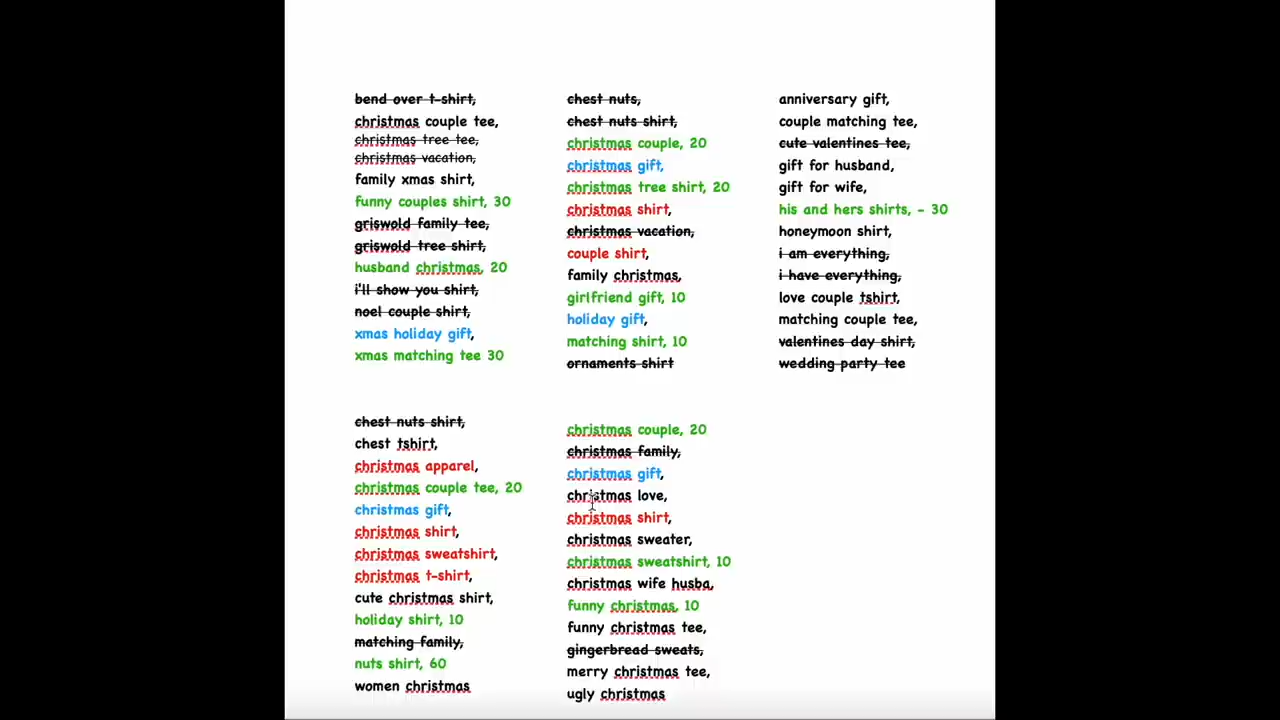 bend over t-shirt,
christmas couple tee,
christmas tree tee,
christmas vacation,
family xmas shirt,
funny couples shirt, 30
griswold family tee,
griswold tree shirt,
husband christmas, 20
i'll show you shirt,
noel couple shirt,
xmas holiday gift,
xmas matching tee 30
chest nuts,
chest nuts shirt,
christmas couple, 20
christmas gift,
christmas tree shirt, 20
christmas shirt,
christmas vacation,
couple shirt,
family christmas,
girlfriend gift, 10
holiday gift,
matching shirt, 10
ornaments shirt
anniversary gift,
couple matching tee,
cute valentines tee,
gift for husband,
gift for wife,
his and hers shirts, - 30
honeymoon shirt,
i am everything,
i have everything,
love couple tshirt,
matching couple tee,
valentines day shirt,
wedding party tee
chest nuts shirt,
chest tshirt,
christmas apparel,
christmas couple tee, 20
christmas gift,
christmas shirt,
christmas sweatshirt,
christmas t-shirt,
cute christmas shirt,
holiday shirt, 10
matching family,
nuts shirt, 60
women christmas
christmas couple, 20
christmas family,
christmas gift,
christmas love,
christmas shirt,
christmas sweater,
christmas sweatshirt, 10
christmas wife husba,
funny christmas, 10
funny christmas tee,
gingerbread sweats,
merry christmas tee,
ugly christmas